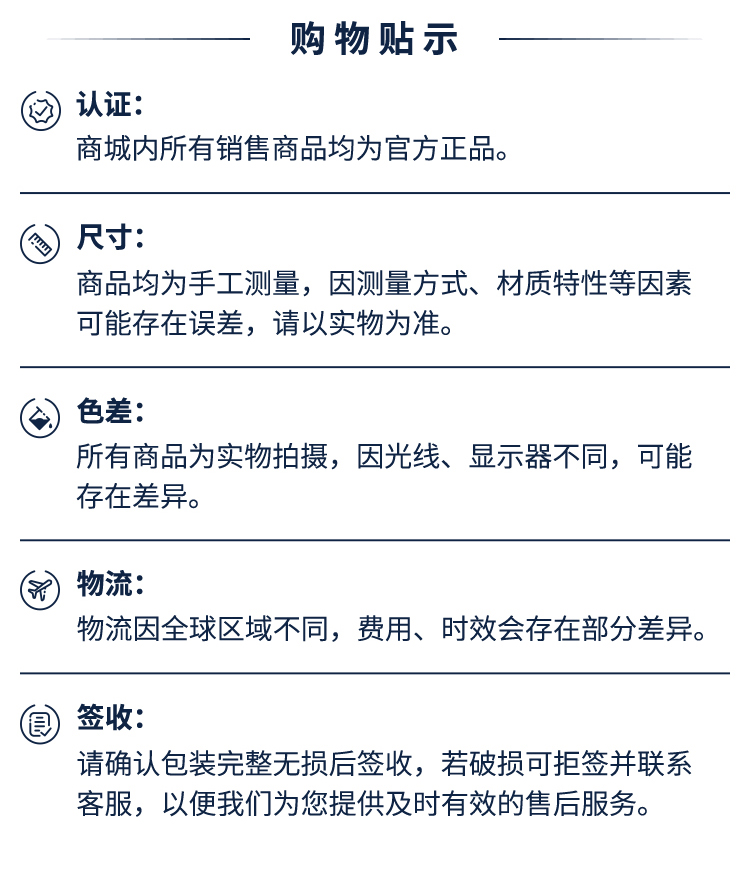 购物贴示
认证：
商城内所有销售商品均为官方正品。
尺寸：
商品均为手工测量，因测量方式、材质特性等因素
可能存在误差，请以实物为准。
色差：
所有商品为实物拍摄，因光线、显示器不同，可能
存在差异。
物流：
物流因全球区域不同，费用、时效会存在部分差异。
签收：
请确认包装完整无损后签收，若破损可拒签并联系
客服，以便我们为您提供及时有效的售后服务。